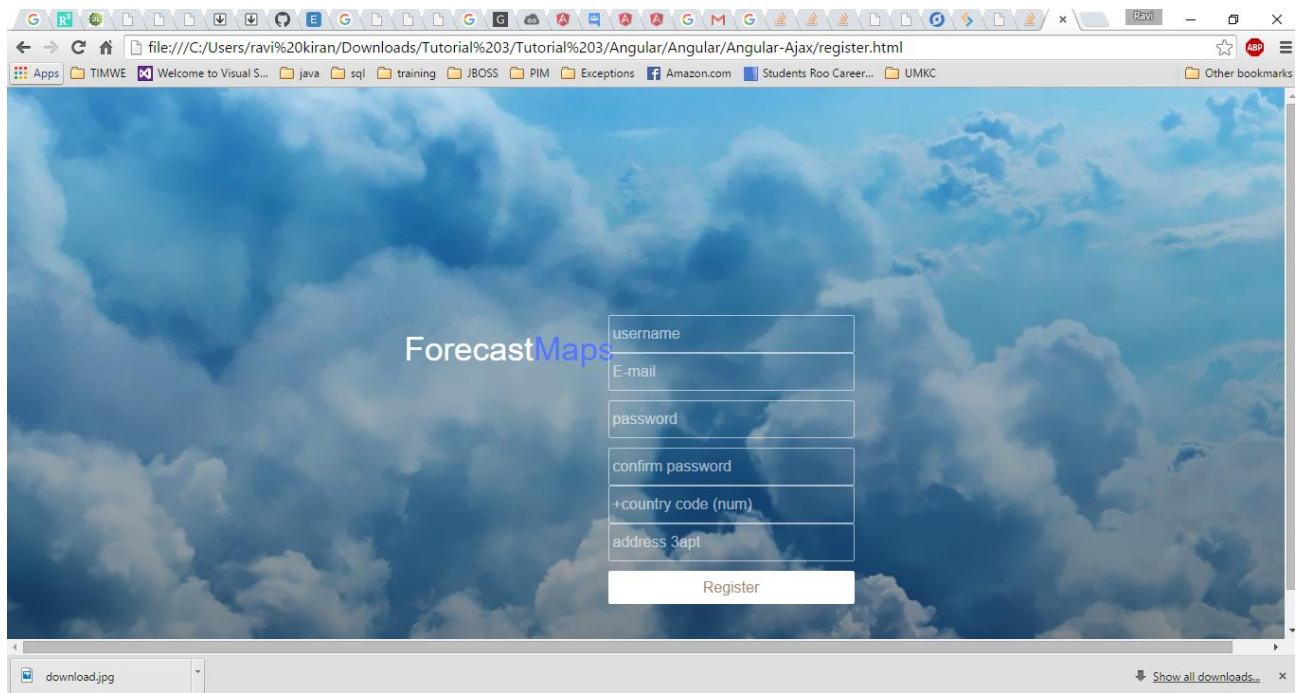 Ravi
file:///C:/Users/ravi%20kiran/Downloads/Tutorial%203/Tutorial%203/Angular/Angular/Angular-Ajax/register.html
ABP
Apps TIMWE Welcome to Visual S... java sql training JBOSS PIM Exceptions Amazon.com Students Roo Career... UMKC Other bookmarks
ForecastMaps
username
E-mail
password
confirm password
+country code (num)
address 3apt
Register
download.jpg Show all downloads...